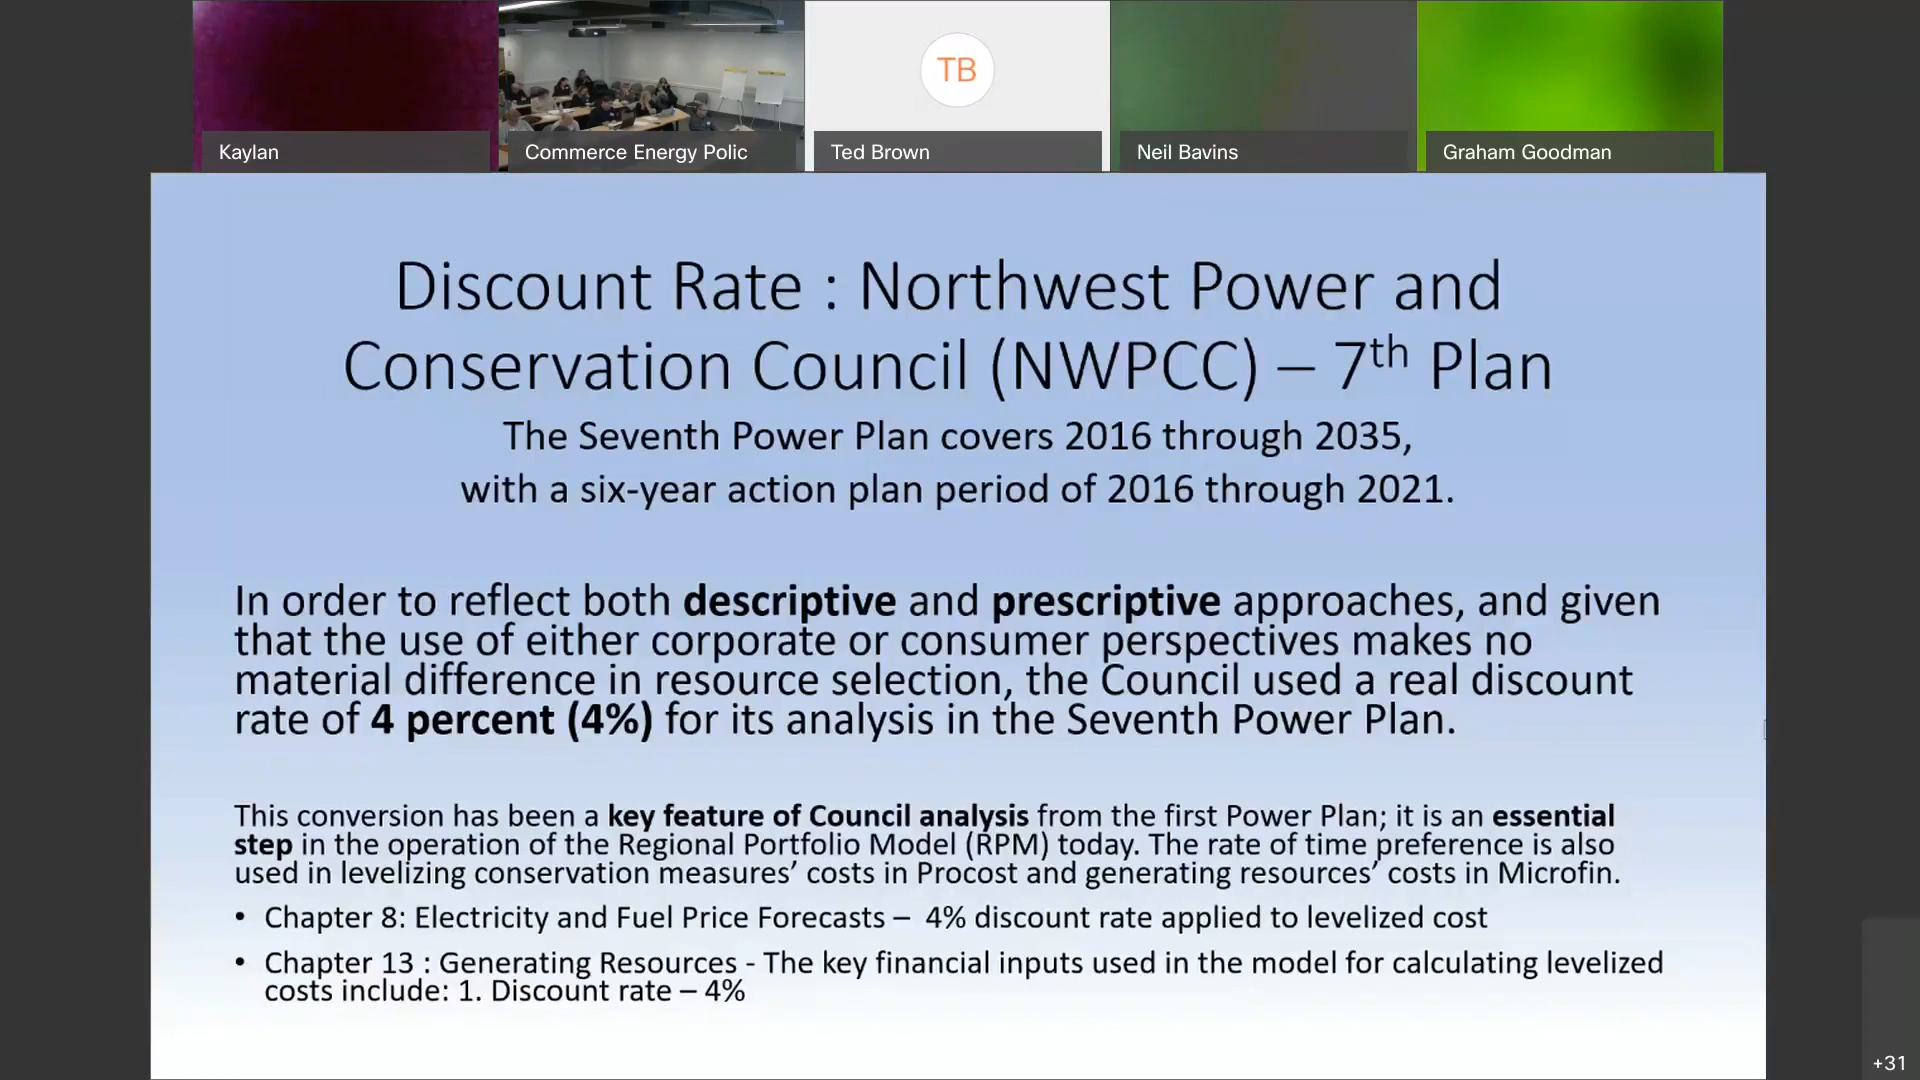 TB
Kaylan
Commerce Energy Polic
Ted Brown
Neil Bavins
Graham Goodman
Discount Rate : Northwest Power and
Conservation Council (NWPCC) – 7th Plan
The Seventh Power Plan covers 2016 through 2035,
with a six-year action plan period of 2016 through 2021.
In order to reflect both descriptive and prescriptive approaches, and given
that the use of either corporate or consumer perspectives makes no
material difference in resource selection, the Council used a real discount
rate of 4 percent (4%) for its analysis in the Seventh Power Plan.
This conversion has been a key feature of Council analysis from the first Power Plan; it is an essential
step in the operation of the Regional Portfolio Model (RPM) today. The rate of time preference is also
used in levelizing conservation measures’ costs in Procost and generating resources’ costs in Microfin.
• Chapter 8: Electricity and Fuel Price Forecasts – 4% discount rate applied to levelized cost
• Chapter 13 : Generating Resources - The key financial inputs used in the model for calculating levelized
costs include: 1. Discount rate – 4%
+31